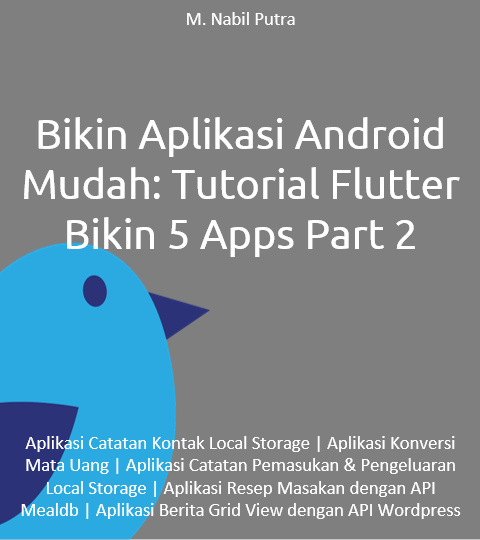 M. Nabil Putra
Bikin Aplikasi Android
Mudah: Tutorial Flutter
Bikin 5 Apps Part 2
Aplikasi Catatan Kontak Local Storage | Aplikasi Konversi
Mata Uang | Aplikasi Catatan Pemasukan & Pengeluaran
Local Storage | Aplikasi Resep Masakan dengan API
Mealdb | Aplikasi Berita Grid View dengan API Wordpress